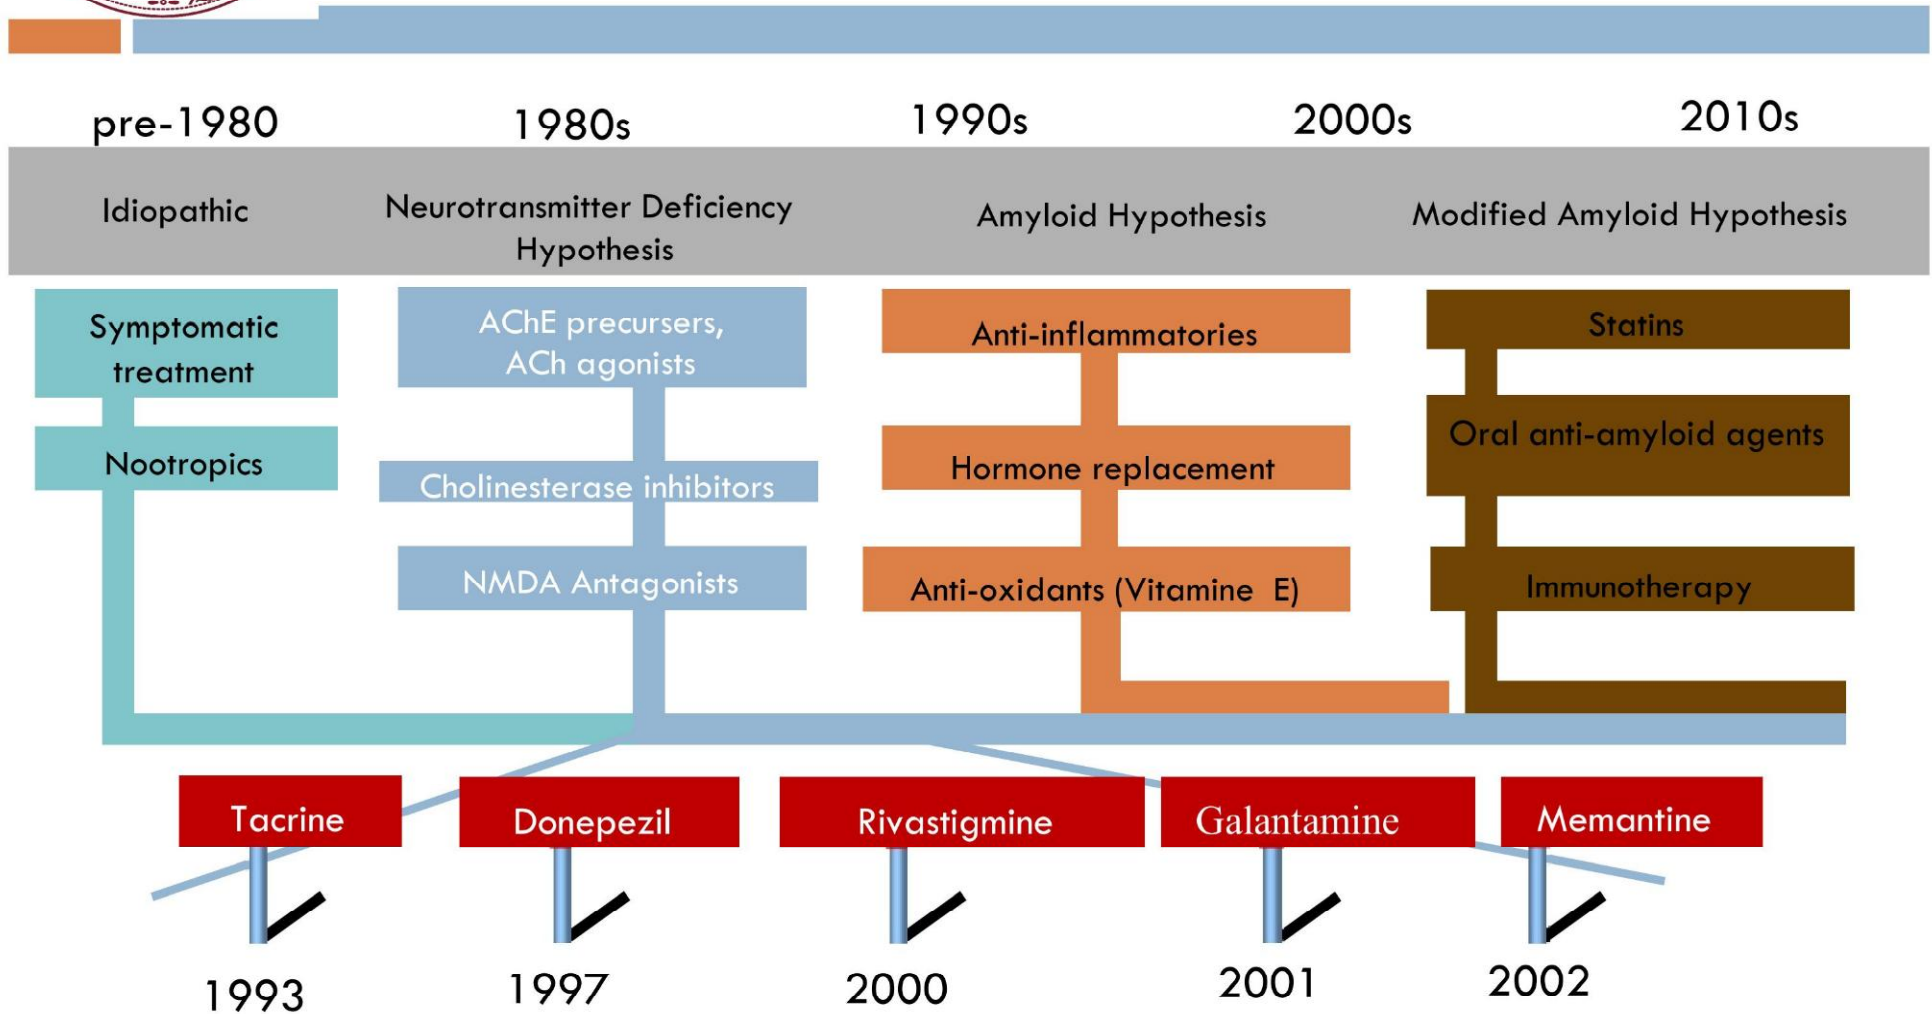 pre-1980
1980s
1990s
2000s
2010s
Idiopathic
Neurotransmitter Deficiency
Hypothesis
Amyloid Hypothesis
Modified Amyloid Hypothesis
Symptomatic
treatment
Nootropics
AChE precursers,
ACh agonists
Cholinesterase inhibitors
NMDA Antagonists
Anti-inflammatories
Hormone replacement
Anti-oxidants (Vitamine E)
Statins
Oral anti-amyloid agents
Immunotherapy
Tacrine
Donepezil
Rivastigmine
Galantamine
Memantine
1993
1997
2000
2001
2002